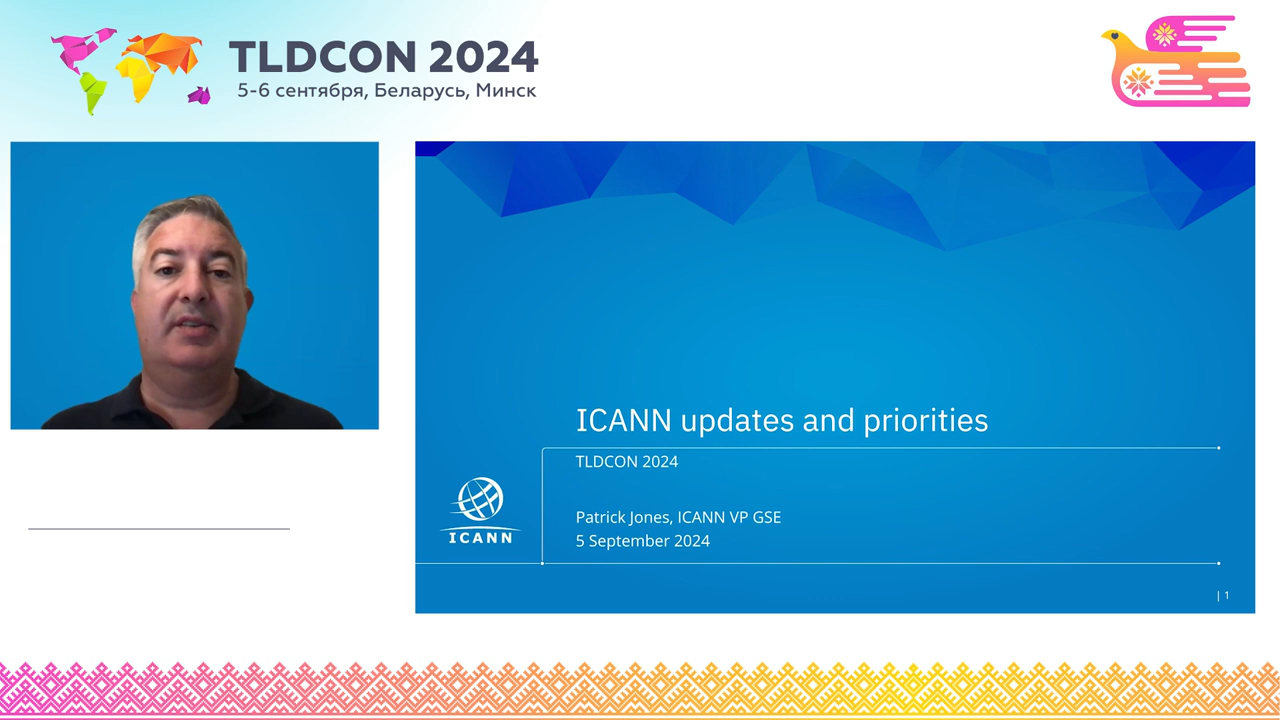 TLDCON 2024
5-6 сентября, Беларусь, Минск
ICANN updates and priorities
TLDCON 2024
Patrick Jones, ICANN VP GSE
5 September 2024
ICANN
| 1